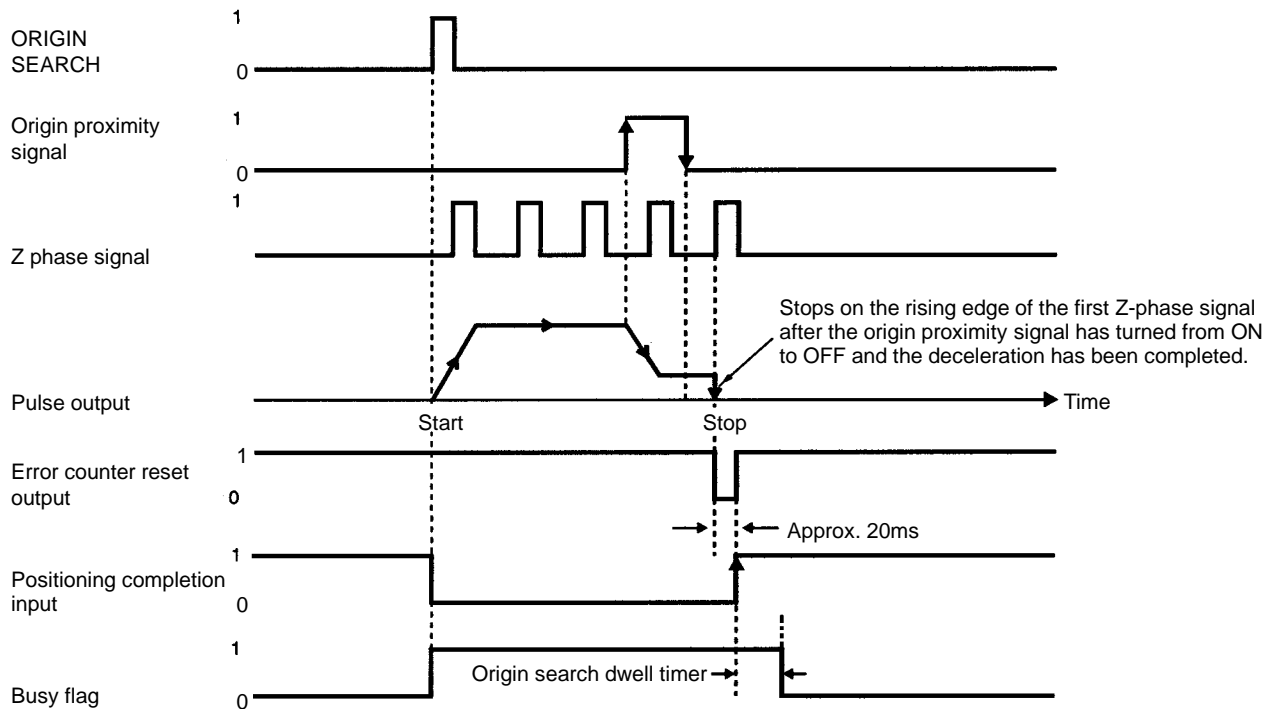 1
ORIGIN
SEARCH
0
1
Origin proximity
signal
0
1
Z phase signal
Stops on the rising edge of the first Z-phase signal
after the origin proximity signal has turned from ON
to OFF and the deceleration has been completed.
Pulse output
Time
Start
Stop
1
Error counter reset
output
0
Approx. 20ms
1
Positioning completion
input
0
1
Origin search dwell timer
Busy flag
0